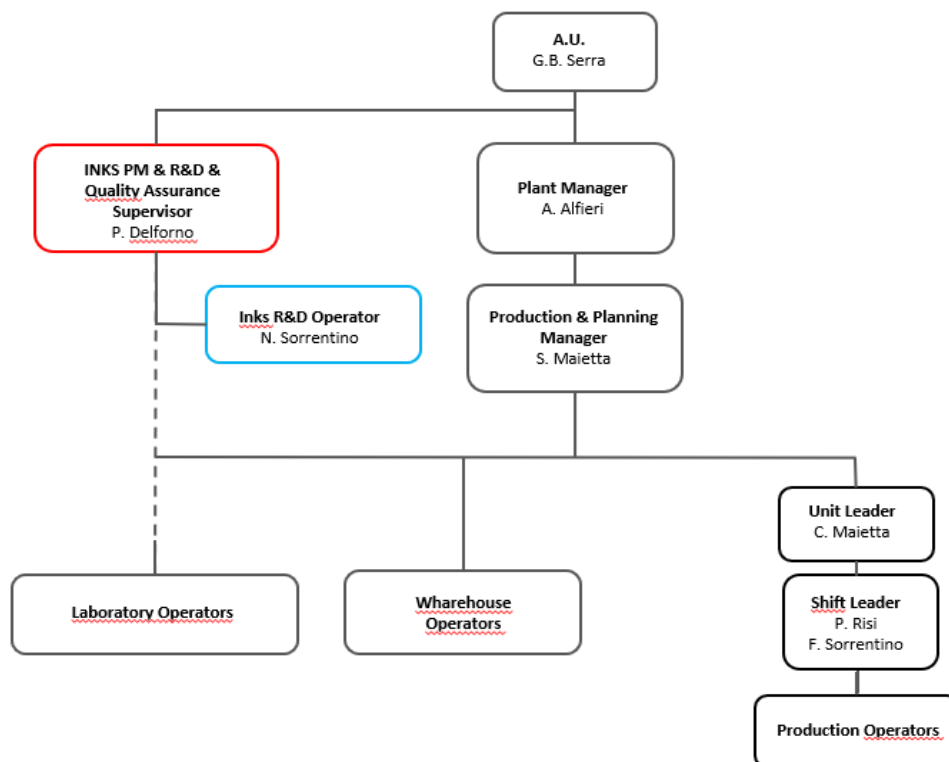 A.U.
G.B. Serra
INKS PM & R&D &
Quality Assurance
Supervisor
P. Delforno
Plant Manager
A. Alfieri
Inks R&D Operator
N. Sorrentino
Production & Planning
Manager
S. Maietta
Unit Leader
C. Maietta
Laboratory Operators
Wharehouse
Operators
Shift Leader
P. Risi
F. Sorrentino
Production Operators